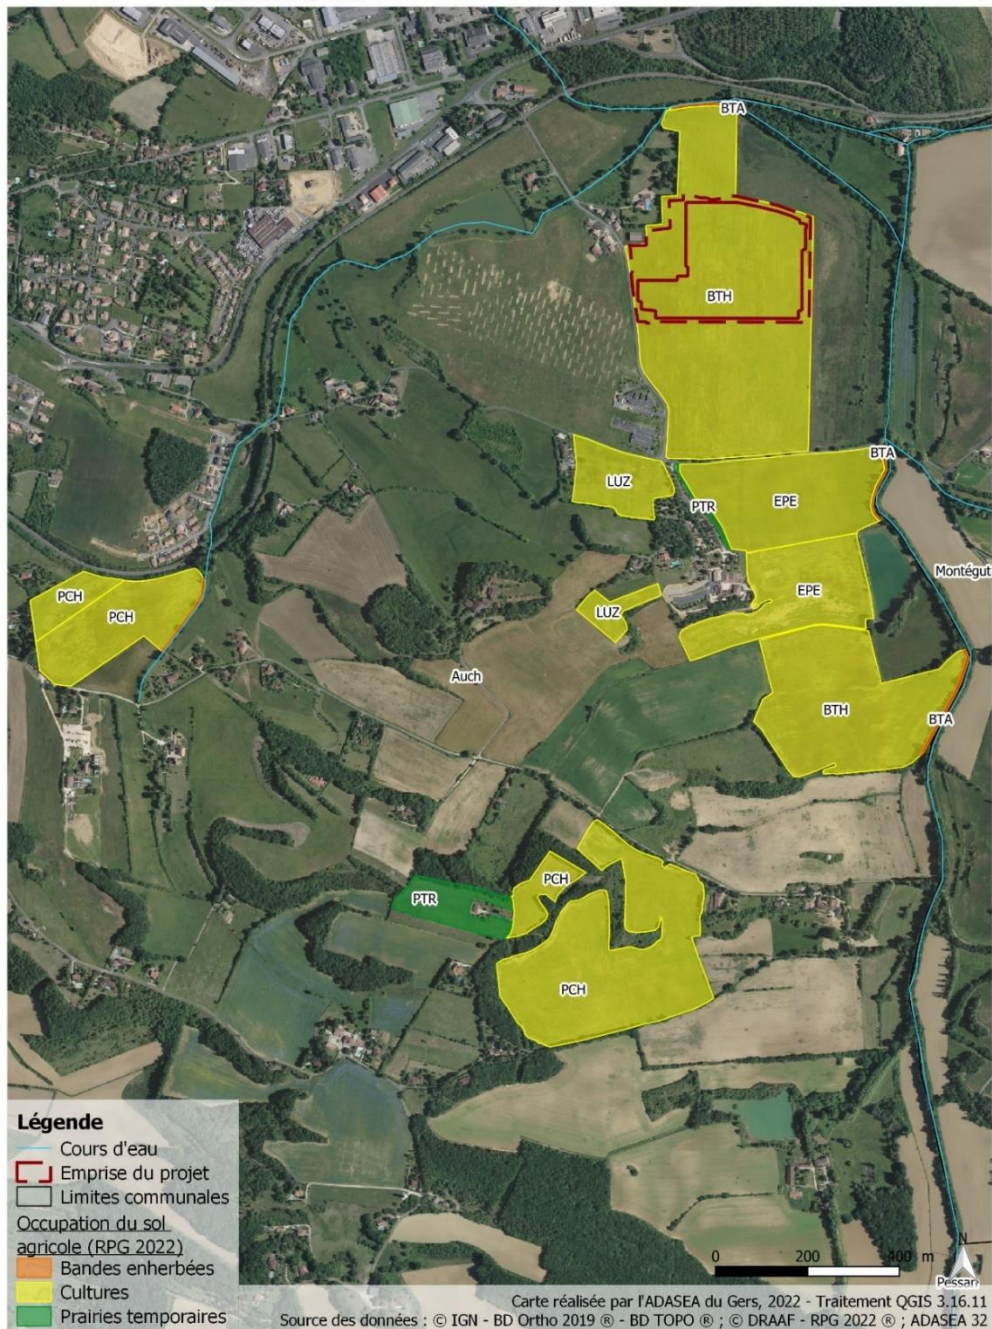 BTA
BTH
BTA
LUZ
PTR
EPE
Montégut
EPE
PCH
PCH
LUZ
Auch
BTH
BTA
PCH
PTR
PCH
Légende
Cours d'eau
Emprise du projet
Limites communales
Occupation du sol
agricole (RPG 2022)
Bandes enherbées
Cultures
Prairies temporaires
0 200 400 m
N
Carte réalisée par l'ADASEA du Gers, 2022 - Traitement QGIS 3.16.11
Source des données : © IGN - BD Ortho 2019 ® - BD TOPO ® ; © DRAAF - RPG 2022 ® ; ADASEA 32